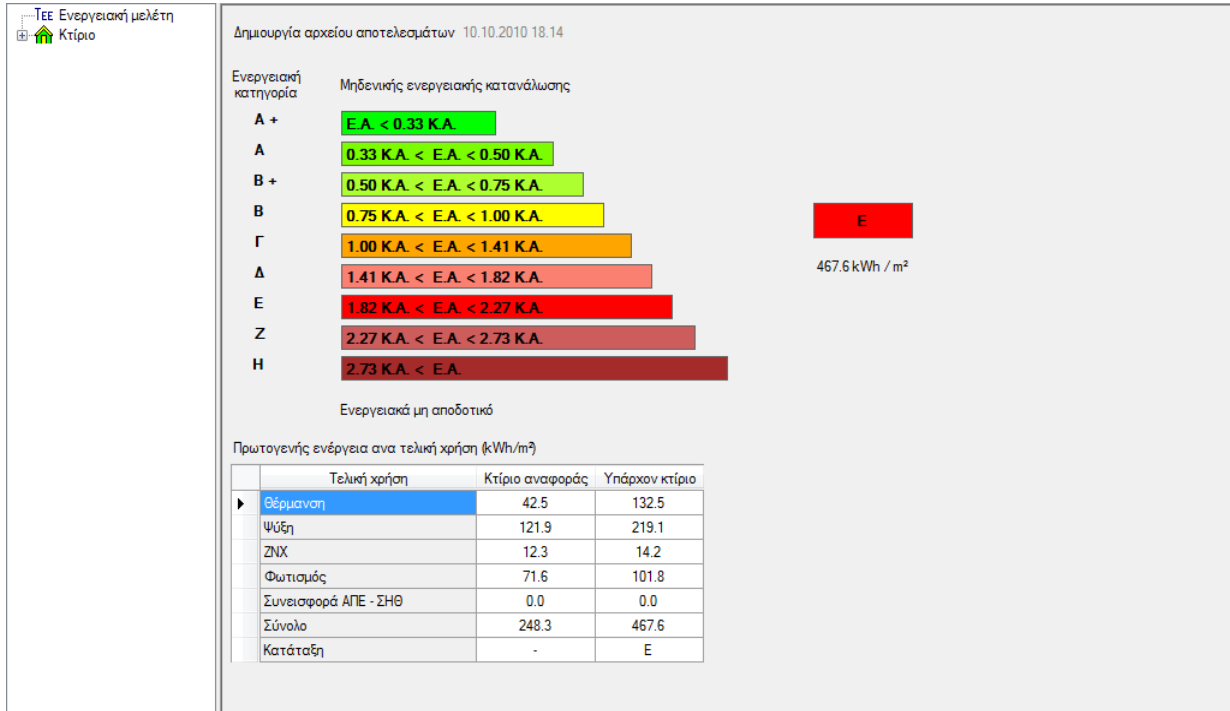 ΤΕΕ Ενεργειακή μελέτη
Κτίριο
Δημιουργία αρχείου αποτελεσμάτων 10.10.2010 18.14
Ενεργειακή κατηγορία
Μηδενικής ενεργειακής κατανάλωσης
Α + Ε.Α. < 0.33 Κ.Α.
Α 0.33 Κ.Α. < Ε.Α. < 0.50 Κ.Α.
Β + 0.50 Κ.Α. < Ε.Α. < 0.75 Κ.Α.
Β 0.75 Κ.Α. < Ε.Α. < 1.00 Κ.Α.
Γ 1.00 Κ.Α. < Ε.Α. < 1.41 Κ.Α.
Δ 1.41 Κ.Α. < Ε.Α. < 1.82 Κ.Α.
Ε 1.82 Κ.Α. < Ε.Α. < 2.27 Κ.Α.
Ζ 2.27 Κ.Α. < Ε.Α. < 2.73 Κ.Α.
Η 2.73 Κ.Α. < Ε.Α.
Ε
467.6 kWh / m²
Ενεργειακά μη αποδοτικό
Πρωτογενής ενέργεια ανα τελική χρήση (kWh/m²)
Τελική χρήση Κτίριο αναφοράς Υπάρχον κτίριο
Θέρμανση 42.5 132.5
Ψύξη 121.9 219.1
ΖΝΧ 12.3 14.2
Φωτισμός 71.6 101.8
Συνεισφορά ΑΠΕ - ΣΗΘ 0.0 0.0
Σύνολο 248.3 467.6
Κατάταξη - Ε